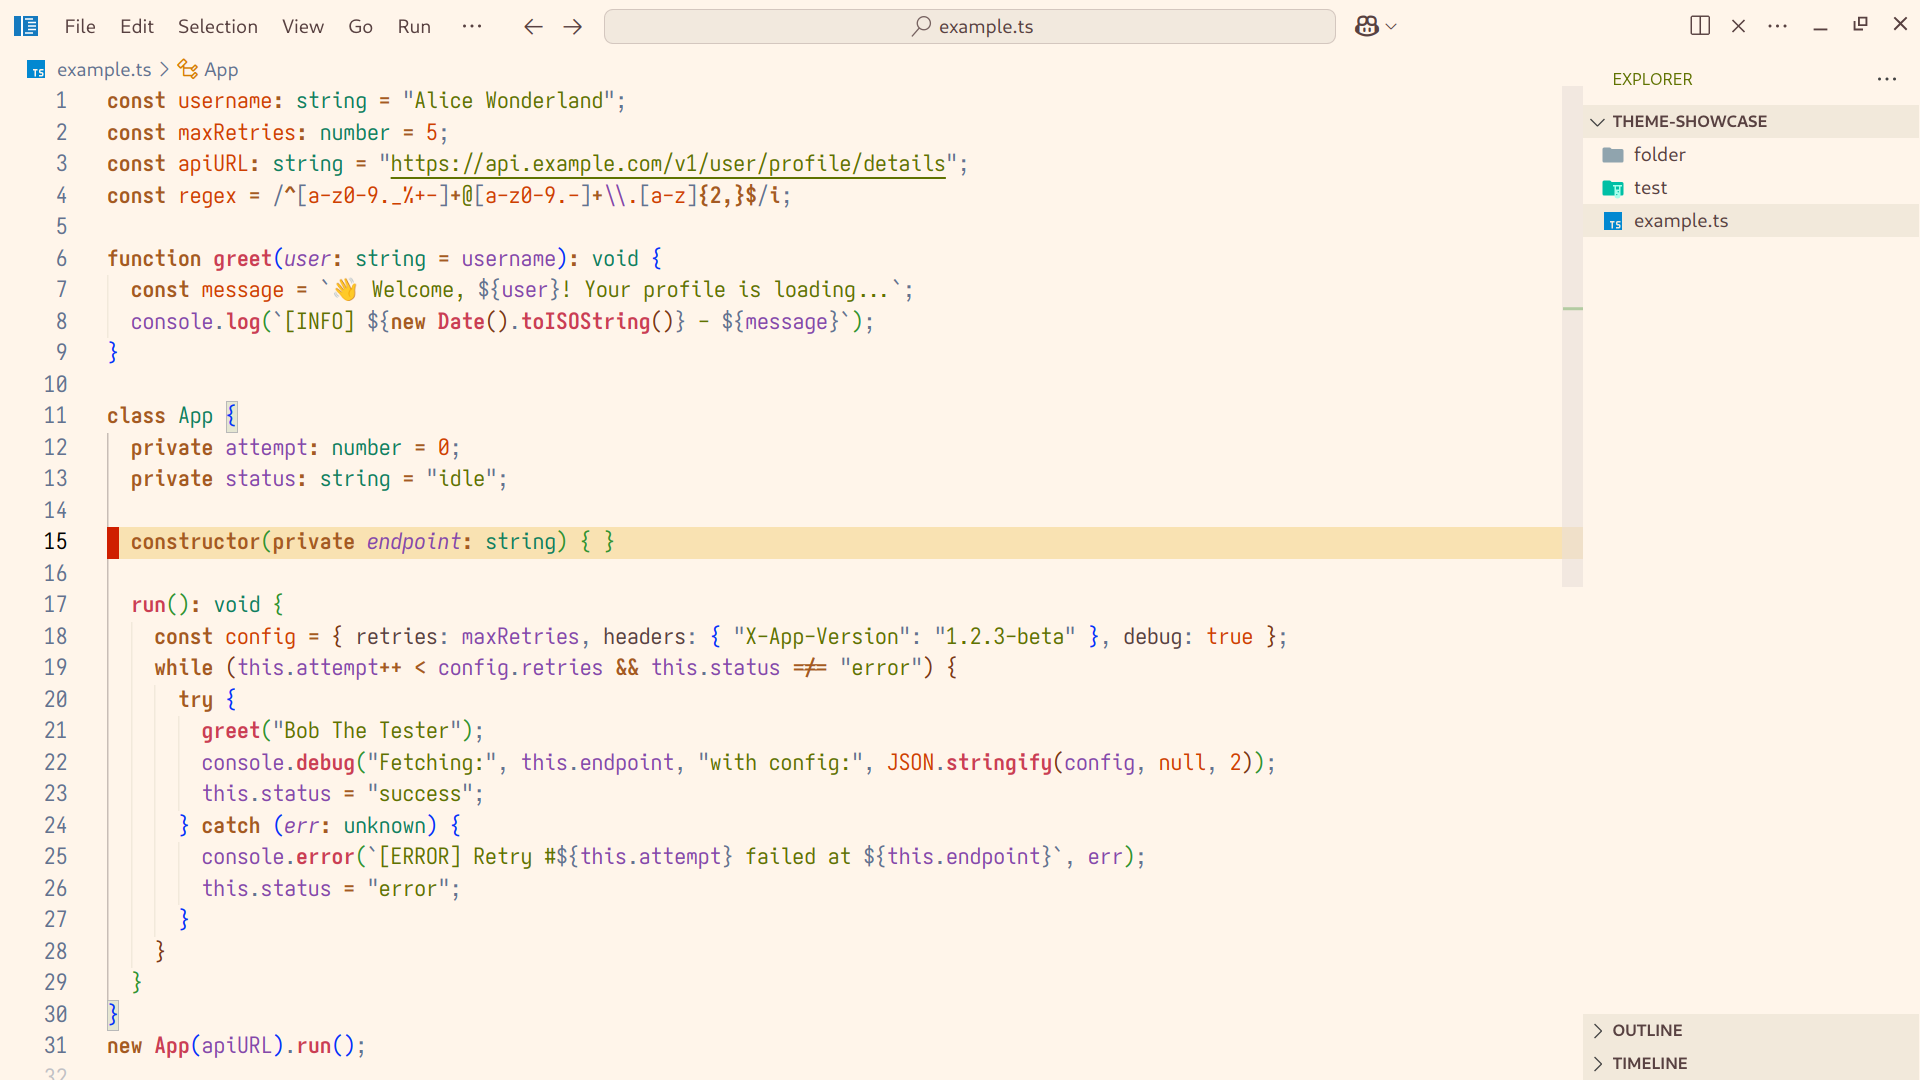 File Edit Selection View Go Run ··· example.ts
example.ts > App
1 const username: string = "Alice Wonderland";
2 const maxRetries: number = 5;
3 const apiURL: string = "https://api.example.com/v1/user/profile/details";
4 const regex = /^[a-z0-9._%+-]+@[a-z0-9.-]+\\.[a-z]{2,}$/i;
5
6 function greet(user: string = username): void {
7 const message = `👋 Welcome, ${user}! Your profile is loading...`;
8 console.log(`[INFO] ${new Date().toISOString()} - ${message}`);
9 }
10
11 class App {
12 private attempt: number = 0;
13 private status: string = "idle";
14
15 constructor(private endpoint: string) { }
16
17 run(): void {
18 const config = { retries: maxRetries, headers: { "X-App-Version": "1.2.3-beta" }, debug: true };
19 while (this.attempt++ < config.retries && this.status !== "error") {
20 try {
21 greet("Bob The Tester");
22 console.debug("Fetching:", this.endpoint, "with config:", JSON.stringify(config, null, 2));
23 this.status = "success";
24 } catch (err: unknown) {
25 console.error(`[ERROR] Retry #${this.attempt} failed at ${this.endpoint}`, err);
26 this.status = "error";
27 }
28 }
29 }
30 }
31 new App(apiURL).run();
32
EXPLORER
THEME-SHOWCASE
folder
test
example.ts
OUTLINE
TIMELINE